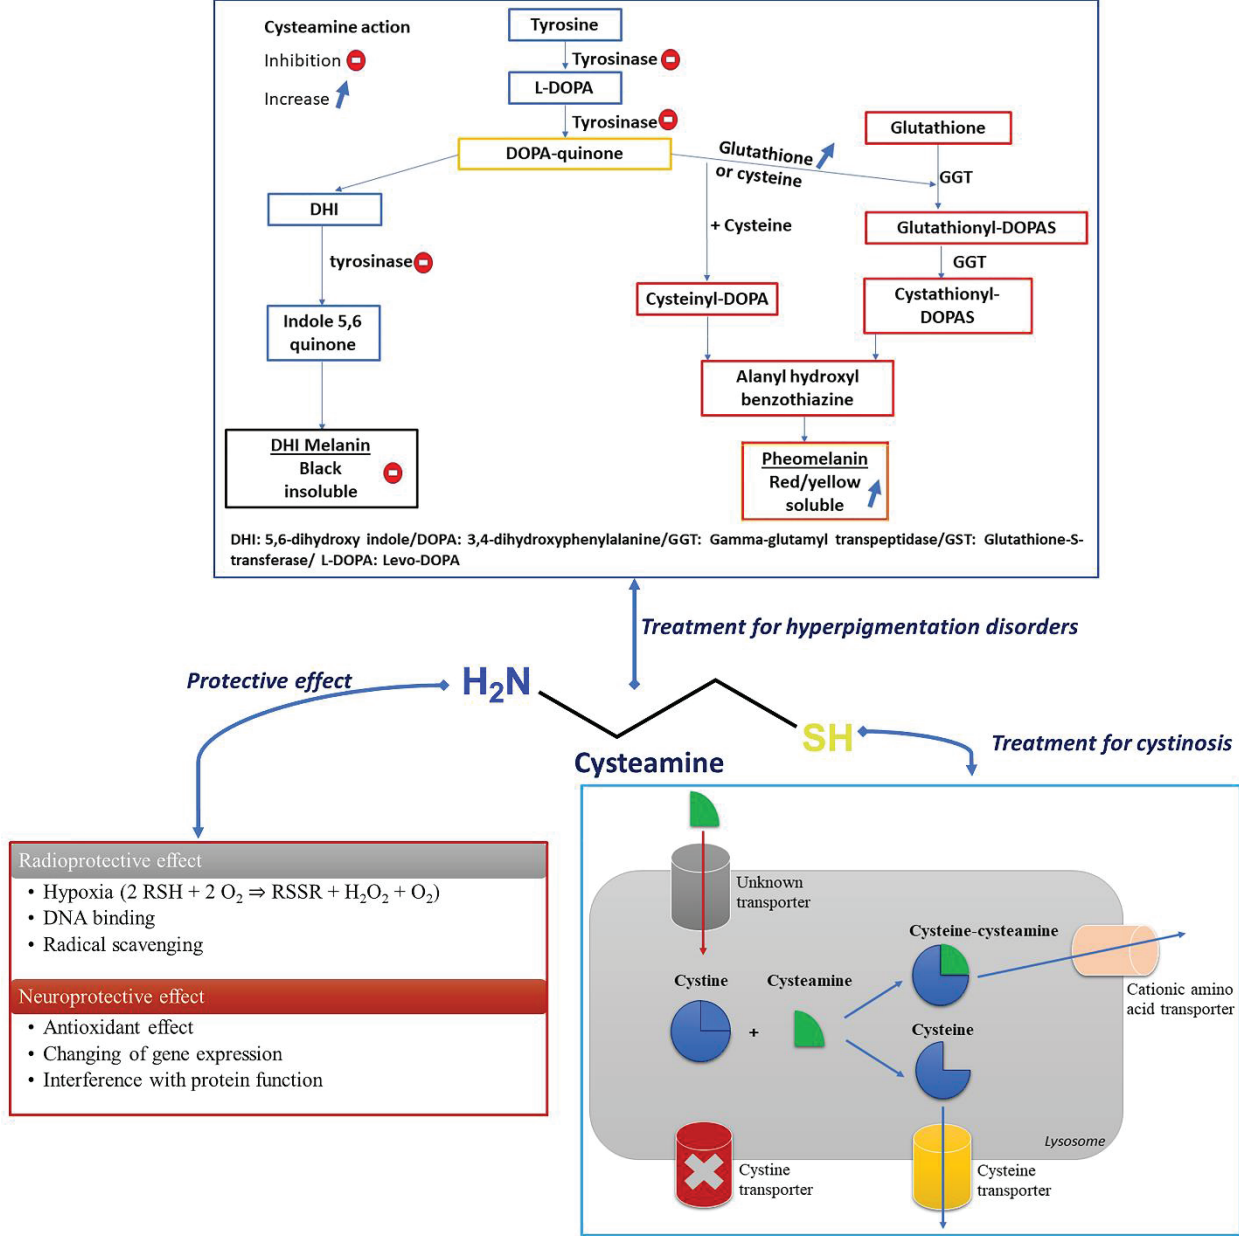 Cysteamine action
Inhibition
Increase
Tyrosine
Tyrosinase
L-DOPA
Tyrosinase
DOPA-quinone
Glutathione
or cysteine
Glutathione
GGT
DHI
+ Cysteine
Glutathionyl-DOPAS
tyrosinase
GGT
Cysteinyl-DOPA
Cystathionyl-
DOPAS
Indole 5,6
quinone
Alanyl hydroxyl
benzothiazine
DHI Melanin
Black
insoluble
Pheomelanin
Red/yellow
soluble
DHI: 5,6-dihydroxy indole/DOPA: 3,4-dihydroxyphenylalanine/GGT: Gamma-glutamyl transpeptidase/GST: Glutathione-S-
transferase/ L-DOPA: Levo-DOPA
Treatment for hyperpigmentation disorders
Protective effect
H₂N
SH
Cysteamine
Treatment for cystinosis
Radioprotective effect
• Hypoxia (2 RSH + 2 O₂ ⇒ RSSR + H₂O₂ + O₂)
• DNA binding
• Radical scavenging
Neuroprotective effect
• Antioxidant effect
• Changing of gene expression
• Interference with protein function
Unknown
transporter
Cysteine-cysteamine
Cystine
Cysteamine
+
Cationic amino
acid transporter
Cysteine
Lysosome
Cystine
transporter
Cysteine
transporter